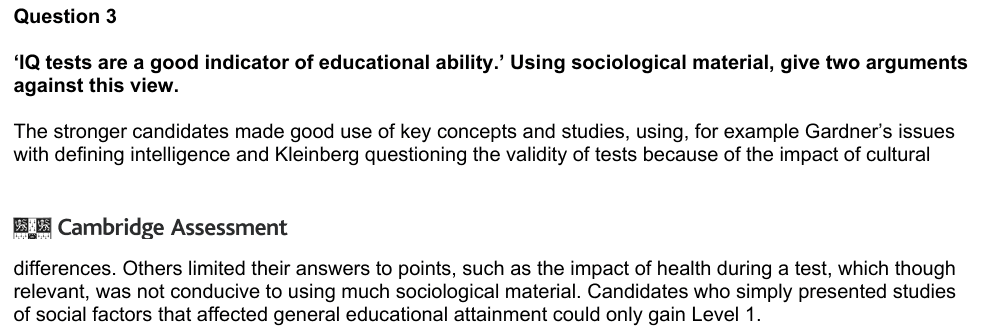 Question 3
‘IQ tests are a good indicator of educational ability.’ Using sociological material, give two arguments
against this view.
The stronger candidates made good use of key concepts and studies, using, for example Gardner’s issues
with defining intelligence and Kleinberg questioning the validity of tests because of the impact of cultural
Cambridge Assessment
differences. Others limited their answers to points, such as the impact of health during a test, which though
relevant, was not conducive to using much sociological material. Candidates who simply presented studies
of social factors that affected general educational attainment could only gain Level 1.